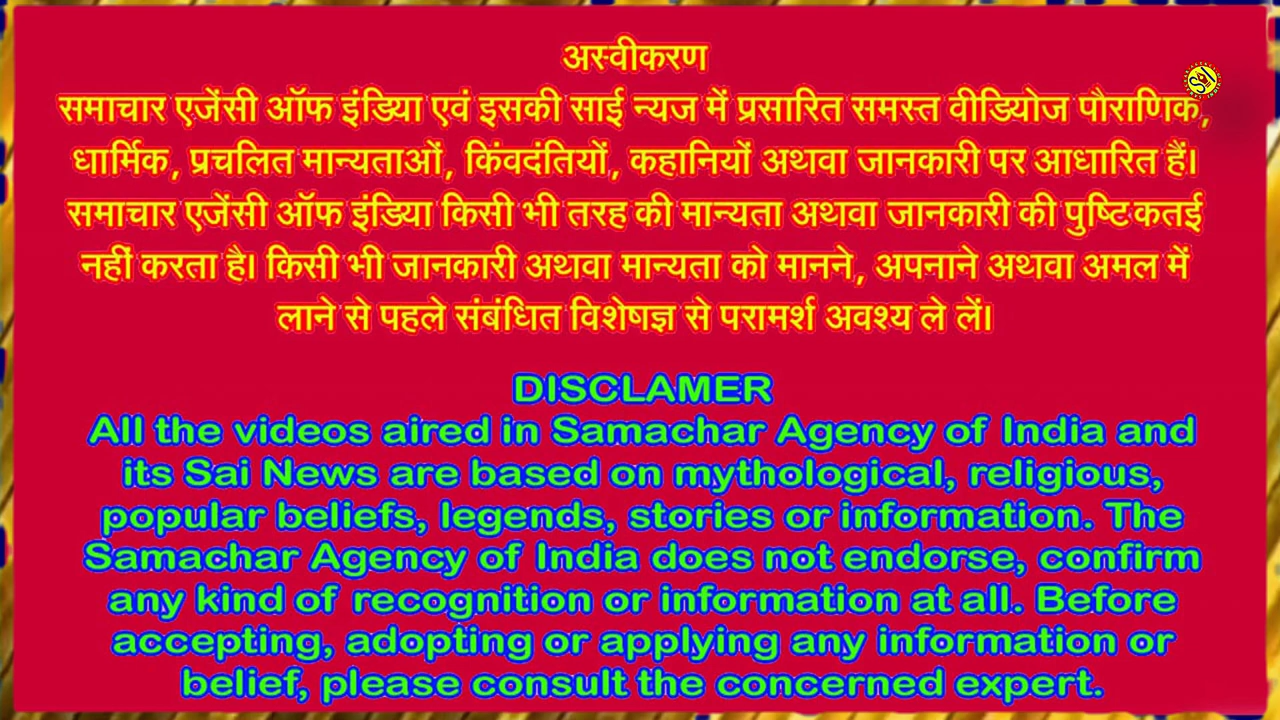 अस्वीकरण
SAI
समाचार एजेंसी ऑफ इंडिया एवं इसकी साई न्यज में प्रसारित समस्त वीडियोज पौराणिक,
धार्मिक, प्रचलित मान्यताओं, किंवदंतियों, कहानियों अथवा जानकारी पर आधारित हैं।
समाचार एजेंसी ऑफ इंडिया किसी भी तरह की मान्यता अथवा जानकारी की पुष्टि कतई
नहीं करता है। किसी भी जानकारी अथवा मान्यता को मानने, अपनाने अथवा अमल में
लाने से पहले संबंधित विशेषज्ञ से परामर्श अवश्य ले लें।
DISCLAMER
All the videos aired in Samachar Agency of India and
its Sai News are based on mythological, religious,
popular beliefs, legends, stories or information. The
Samachar Agency of India does not endorse, confirm
any kind of recognition or information at all. Before
accepting, adopting or applying any information or
belief, please consult the concerned expert.